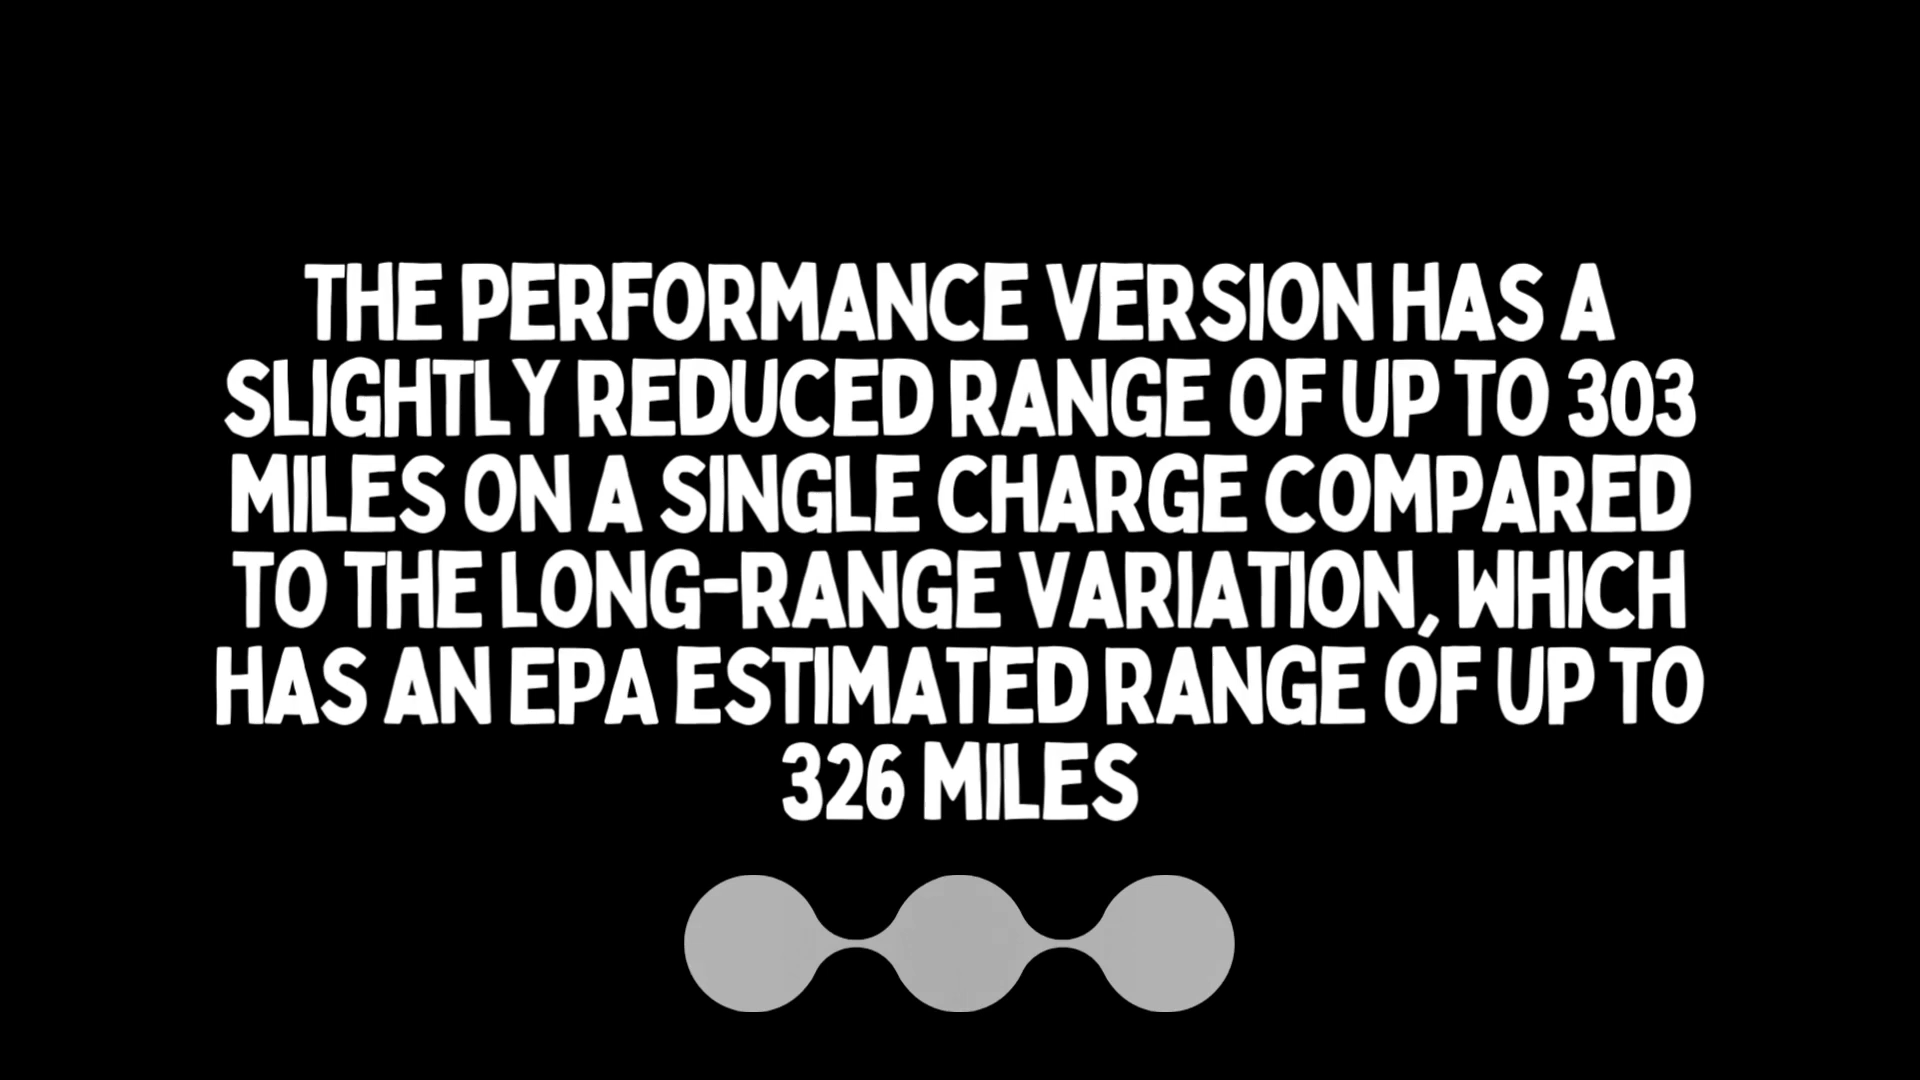 THE PERFORMANCE VERSION HAS A
SLIGHTLY REDUCED RANGE OF UP TO 303
MILES ON A SINGLE CHARGE COMPARED
TO THE LONG-RANGE VARIATION, WHICH
HAS AN EPA ESTIMATED RANGE OF UP TO
326 MILES